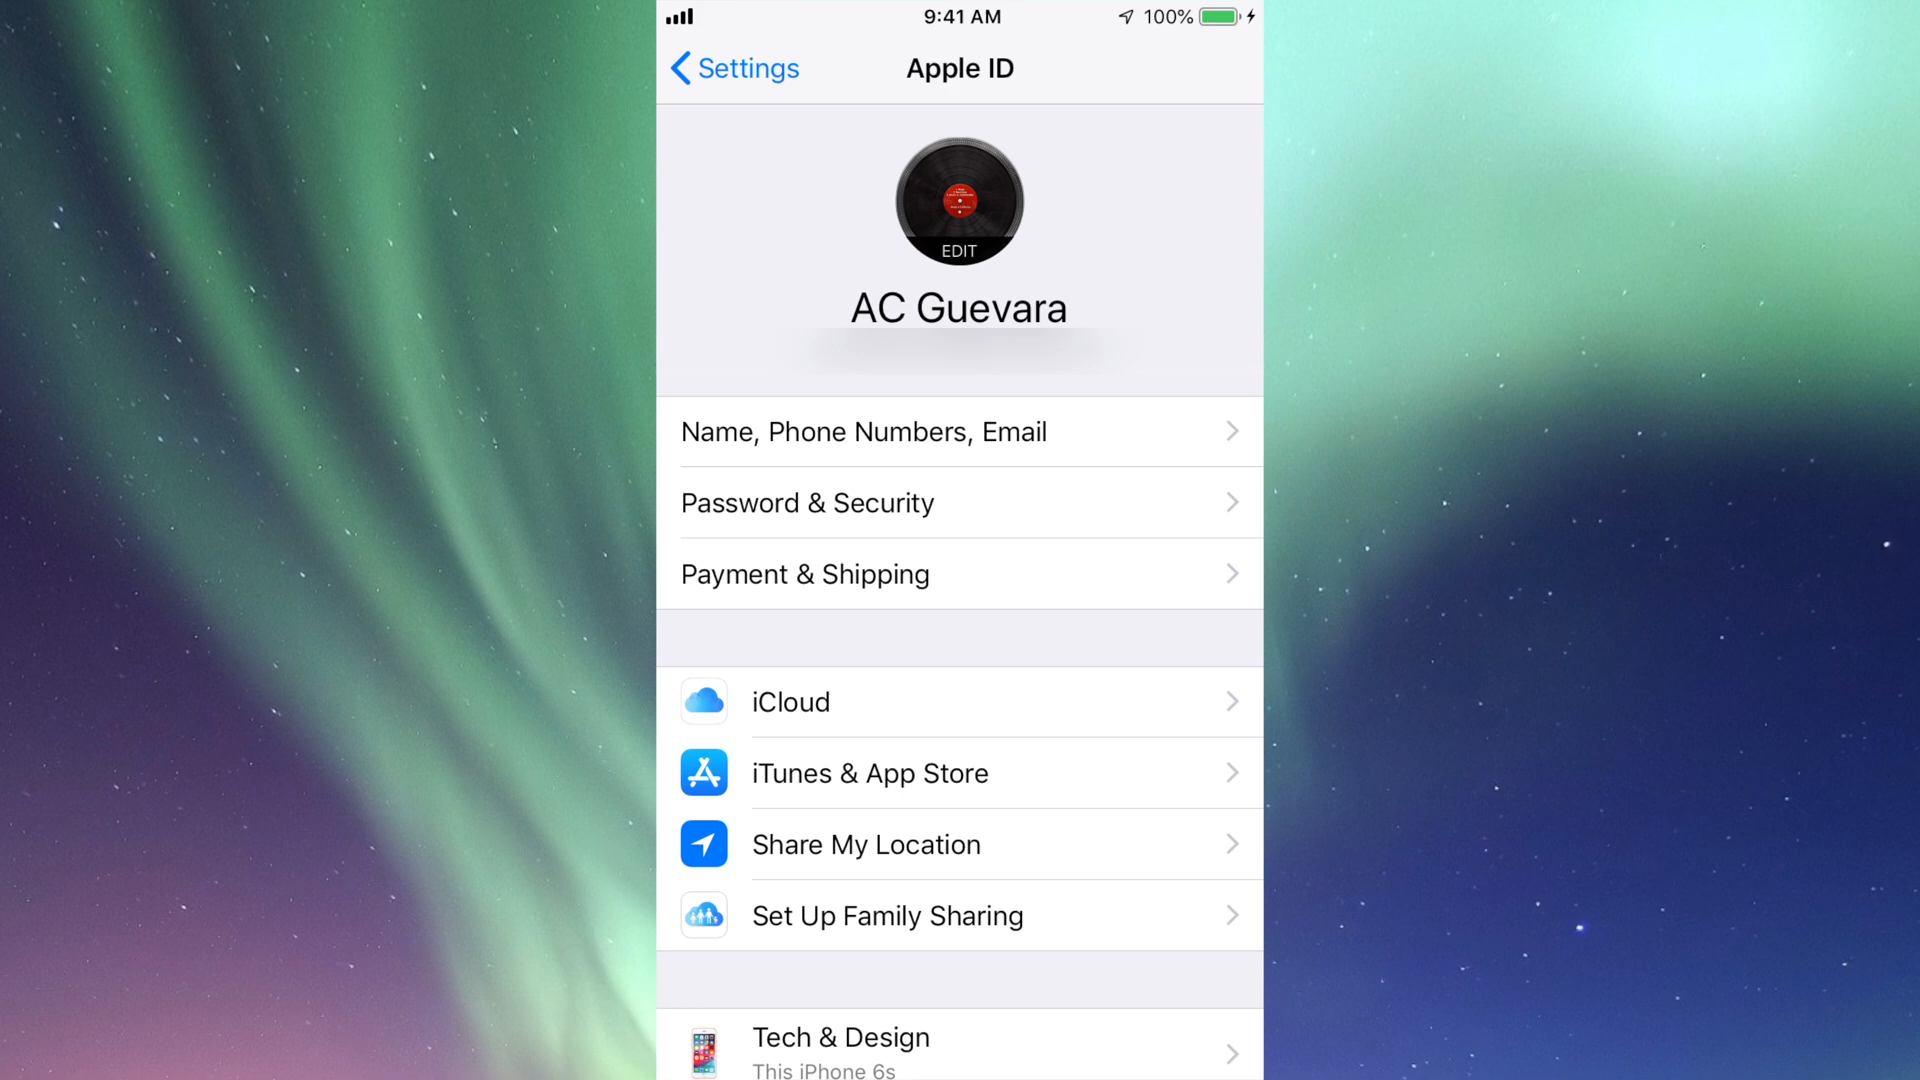 9:41 AM
100%
Settings
Apple ID
EDIT
AC Guevara
Name, Phone Numbers, Email
Password & Security
Payment & Shipping
iCloud
iTunes & App Store
Share My Location
Set Up Family Sharing
Tech & Design
This iPhone 6s